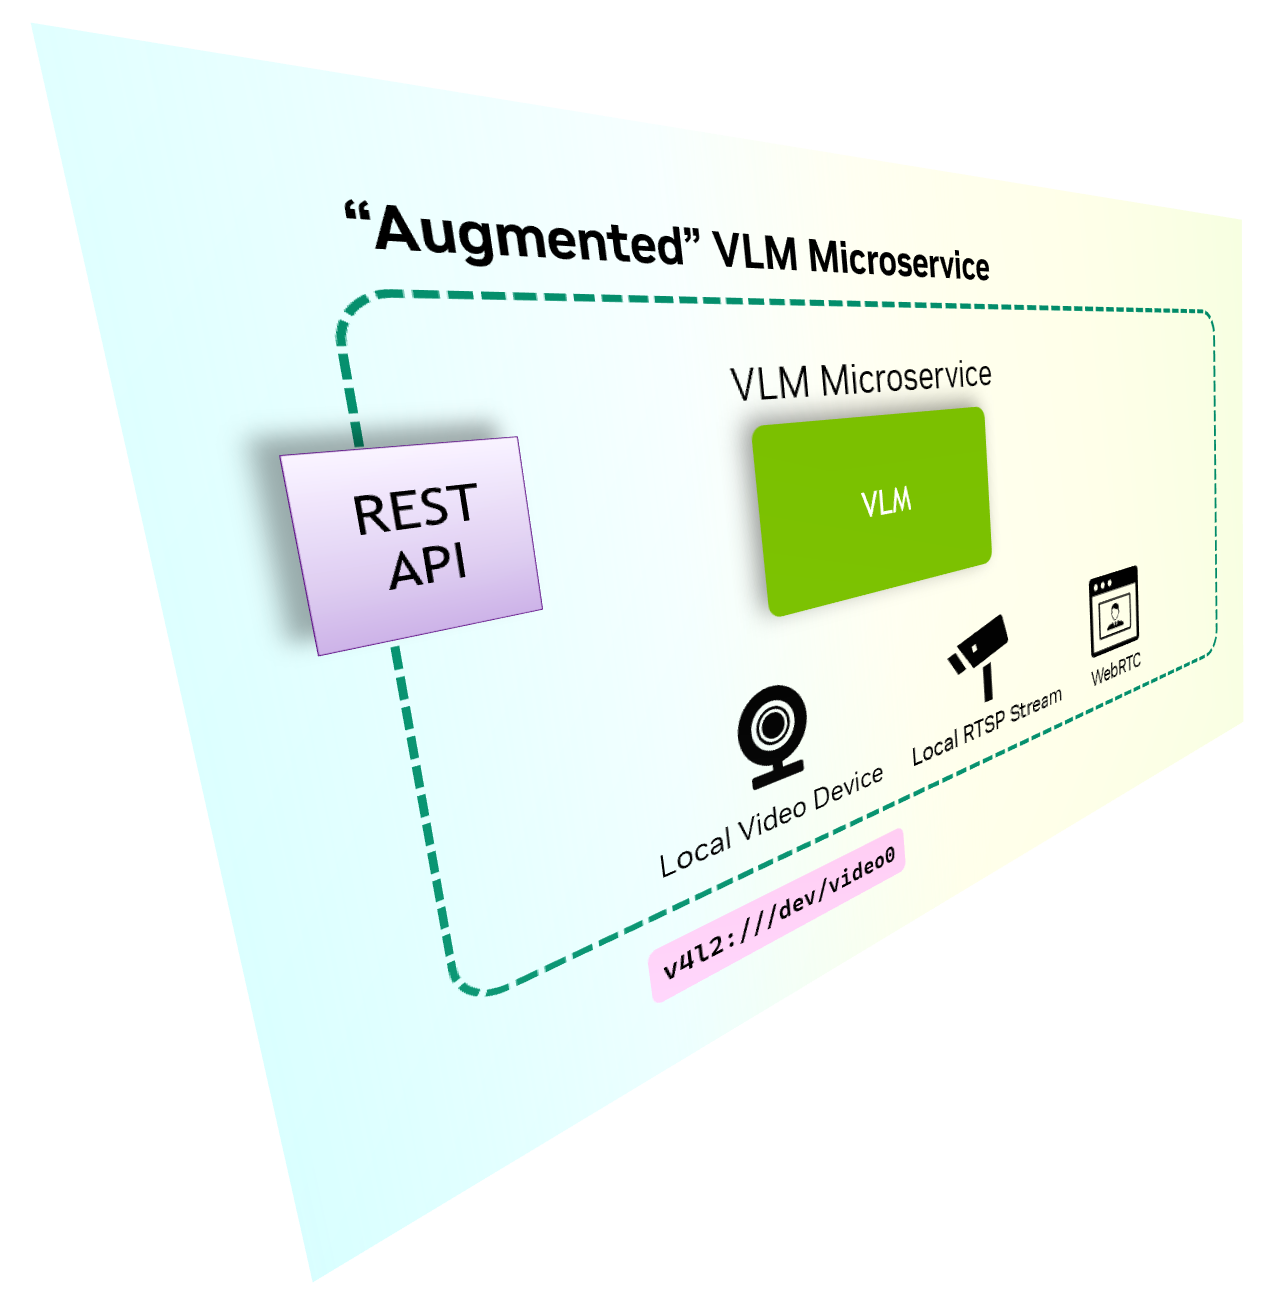 “Augmented” VLM Microservice
VLM Microservice
REST
API
VLM
Local Video Device
Local RTSP Stream
WebRTC
v4l2:///dev/video0